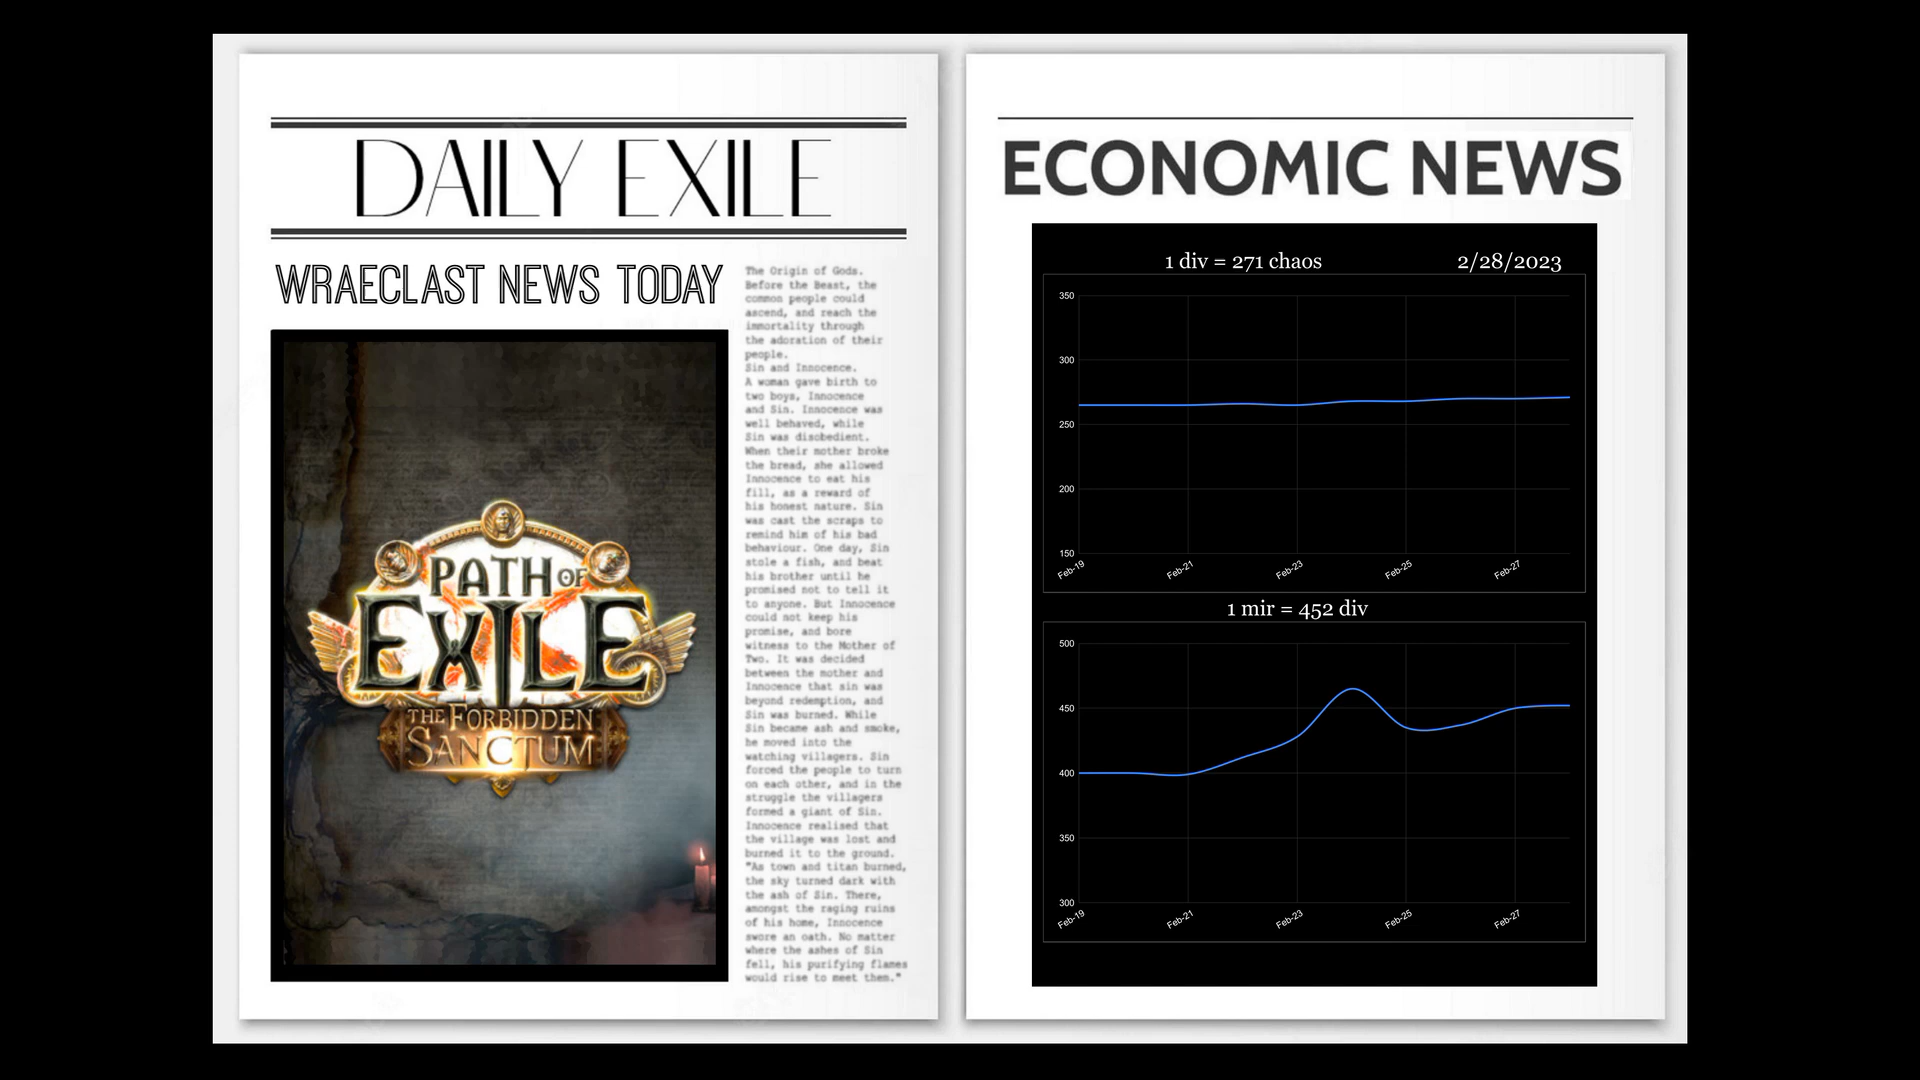 DAILY EXILE
WRAECLAST NEWS TODAY
PATH OF
EXILE
THE FORBIDDEN
SANCTUM
The Origin of Gods.
Before the Beast, the
common people could
ascend, and reach the
immortality through
the adoration of their
people.
Sin and Innocence.
A woman gave birth to
two boys, Innocence
and Sin. Innocence was
well behaved, while
Sin was disobedient.
When their mother broke
the bread, she allowed
Innocence to eat his
fill, as a reward of
his honest nature. Sin
was cast the scraps to
remind him of his bad
behaviour. One day, Sin
stole a fish, and beat
his brother until he
promised not to tell it
to anyone. But Innocence
could not keep his
promise, and bore
witness to the Mother of
Two. It was decided
between the mother and
Innocence that sin was
beyond redemption, and
Sin was burned. While
Sin became ash and smoke,
he moved into the
watching villagers. Sin
forced the people to turn
on each other, and in the
struggle the villagers
formed a giant of Sin.
Innocence realised that
the village was lost and
burned it to the ground.
"As town and titan burned,
the sky turned dark with
the ash of Sin. There,
amongst the raging ruins
of his home, Innocence
swore an oath. No matter
where the ashes of Sin
fell, his purifying flames
would rise to meet them."
ECONOMIC NEWS
1 div = 271 chaos 2/28/2023
350
300
250
200
150
Feb-19 Feb-21 Feb-23 Feb-25 Feb-27
1 mir = 452 div
500
450
400
350
300
Feb-19 Feb-21 Feb-23 Feb-25 Feb-27